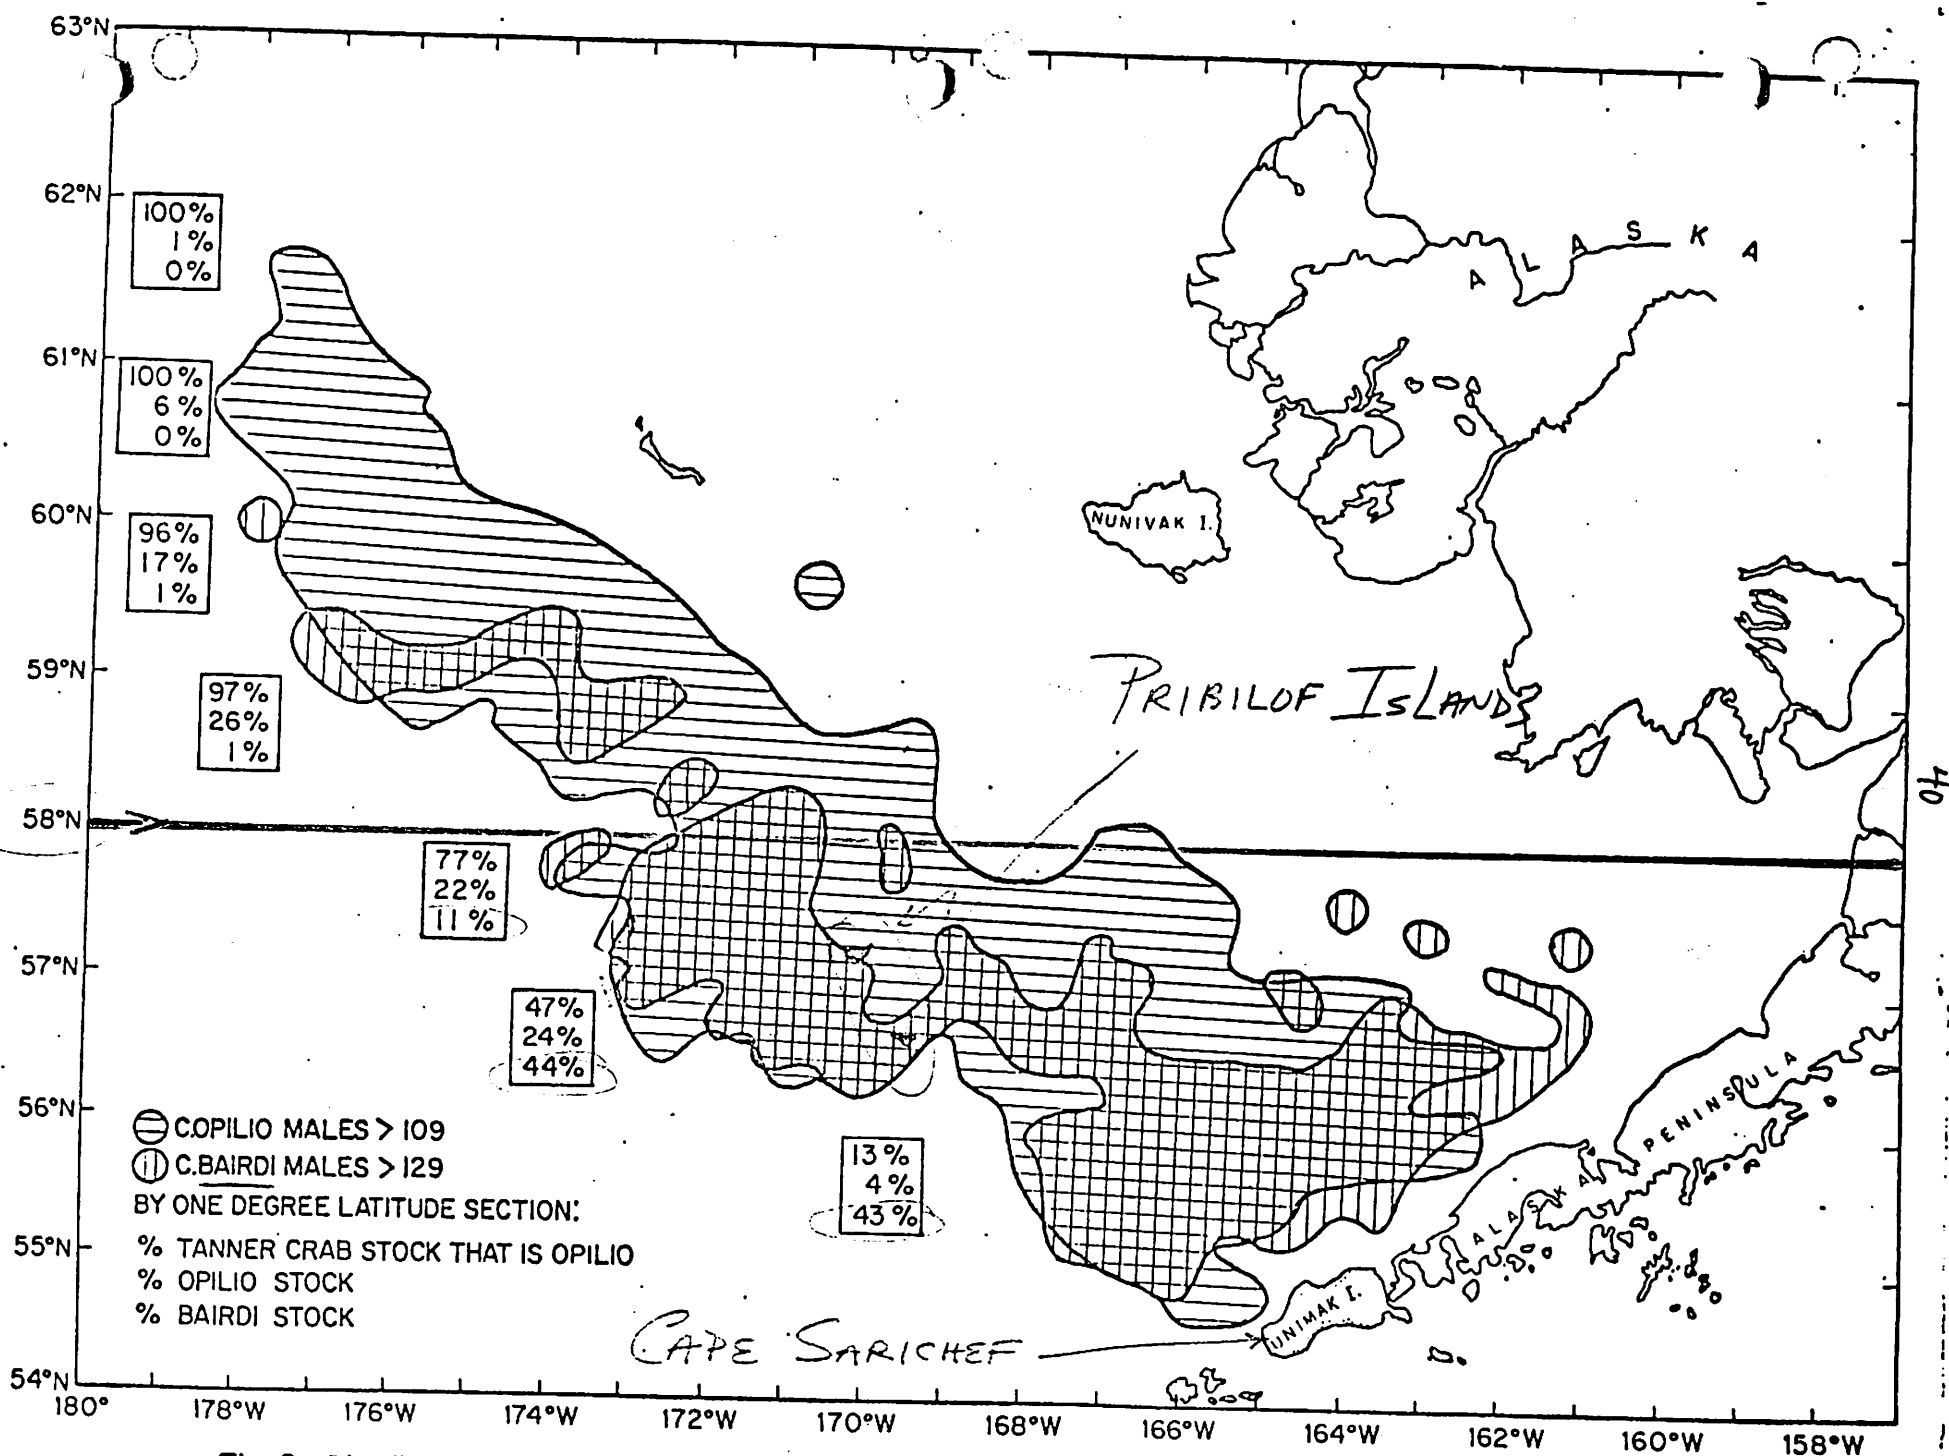 63°N
62°N
100%
1%
0%
A L A S K A
61°N
100%
6%
0%
60°N
96%
17%
1%
NUNIVAK I.
59°N
97%
26%
1%
PRIBILOF ISLANDS
40
58°N
77%
22%
11%
57°N
47%
24%
44%
56°N
C.OPILIO MALES > 109
C.BAIRDI MALES > 129
BY ONE DEGREE LATITUDE SECTION:
% TANNER CRAB STOCK THAT IS OPILIO
% OPILIO STOCK
% BAIRDI STOCK
13%
4%
43%
ALASKA PENINSULA
55°N
UNIMAK I.
CAPE SARICHEF
54°N
180° 178°W 176°W 174°W 172°W 170°W 168°W 166°W 164°W 162°W 160°W 158°W